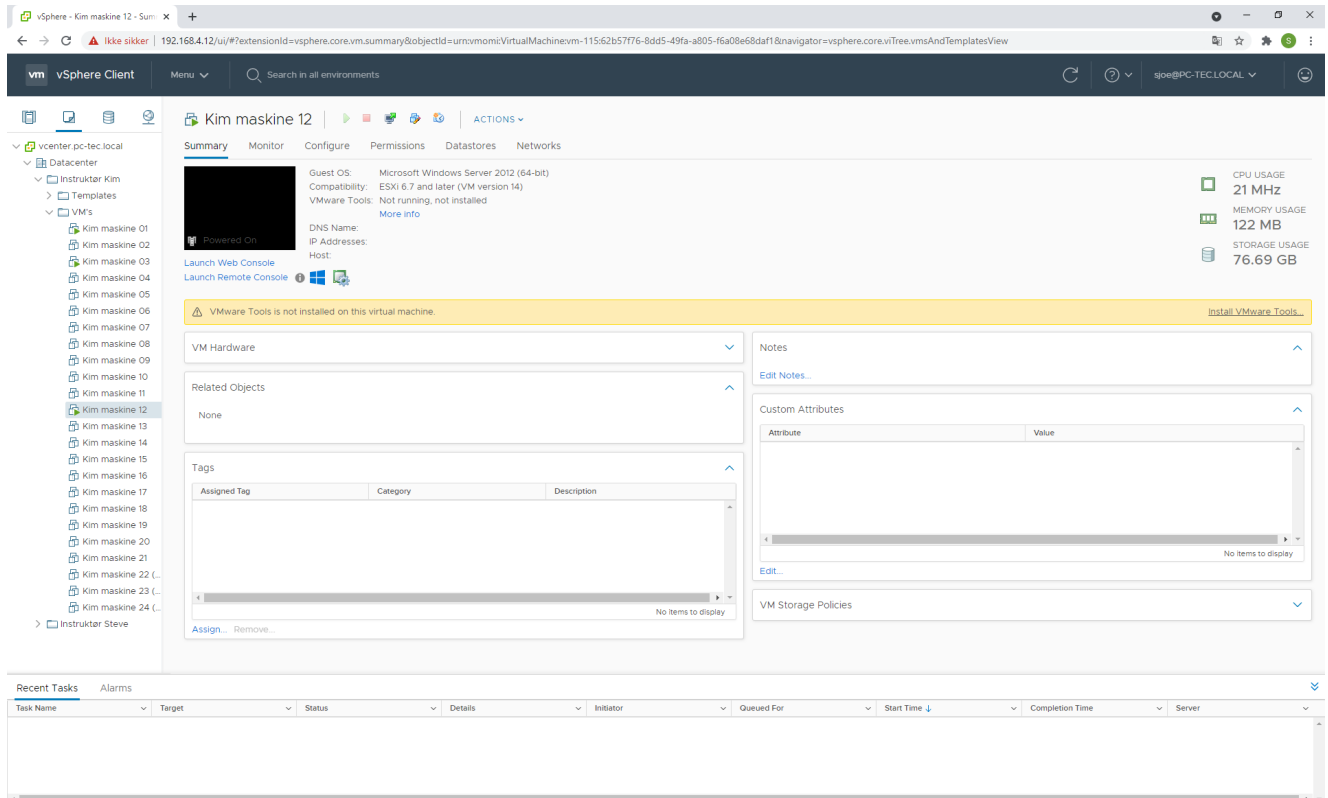 vSphere - Kim maskine 12 - Sum
Ikke sikker
192.168.4.12/ui/#?extensionId=vsphere.core.vm.summary&objectId=urn:vmomi:VirtualMachine:vm-115:62b57f76-8dd5-49fa-a805-f6a08e68daf1&navigator=vsphere.core.viTree.vmsAndTemplatesView
S
vm vSphere Client
Menu
Search in all environments
sjoe@PC-TEC.LOCAL
vcenter.pc-tec.local
Datacenter
Instruktør Kim
Templates
VM's
Kim maskine 01
Kim maskine 02
Kim maskine 03
Kim maskine 04
Kim maskine 05
Kim maskine 06
Kim maskine 07
Kim maskine 08
Kim maskine 09
Kim maskine 10
Kim maskine 11
Kim maskine 12
Kim maskine 13
Kim maskine 14
Kim maskine 15
Kim maskine 16
Kim maskine 17
Kim maskine 18
Kim maskine 19
Kim maskine 20
Kim maskine 21
Kim maskine 22 (...
Kim maskine 23 (...
Kim maskine 24 (...
Instruktør Steve
Kim maskine 12
ACTIONS
Summary Monitor Configure Permissions Datastores Networks
Powered On
Launch Web Console
Launch Remote Console
Guest OS: Microsoft Windows Server 2012 (64-bit)
Compatibility: ESXi 6.7 and later (VM version 14)
VMware Tools: Not running, not installed
More info
DNS Name:
IP Addresses:
Host:
CPU USAGE
21 MHz
MEMORY USAGE
122 MB
STORAGE USAGE
76.69 GB
VMware Tools is not installed on this virtual machine.
Install VMware Tools...
VM Hardware
Related Objects
None
Tags
Assigned Tag Category Description
No items to display
Assign... Remove...
Notes
Edit Notes...
Custom Attributes
Attribute Value
No items to display
Edit...
VM Storage Policies
Recent Tasks Alarms
Task Name Target Status Details Initiator Queued For Start Time Completion Time Server